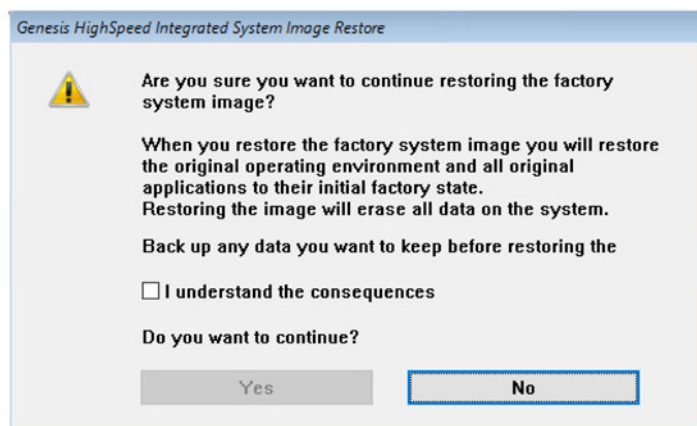 Genesis HighSpeed Integrated System Image Restore
Are you sure you want to continue restoring the factory
system image?
When you restore the factory system image you will restore
the original operating environment and all original
applications to their initial factory state.
Restoring the image will erase all data on the system.
Back up any data you want to keep before restoring the
I understand the consequences
Do you want to continue?
Yes
No